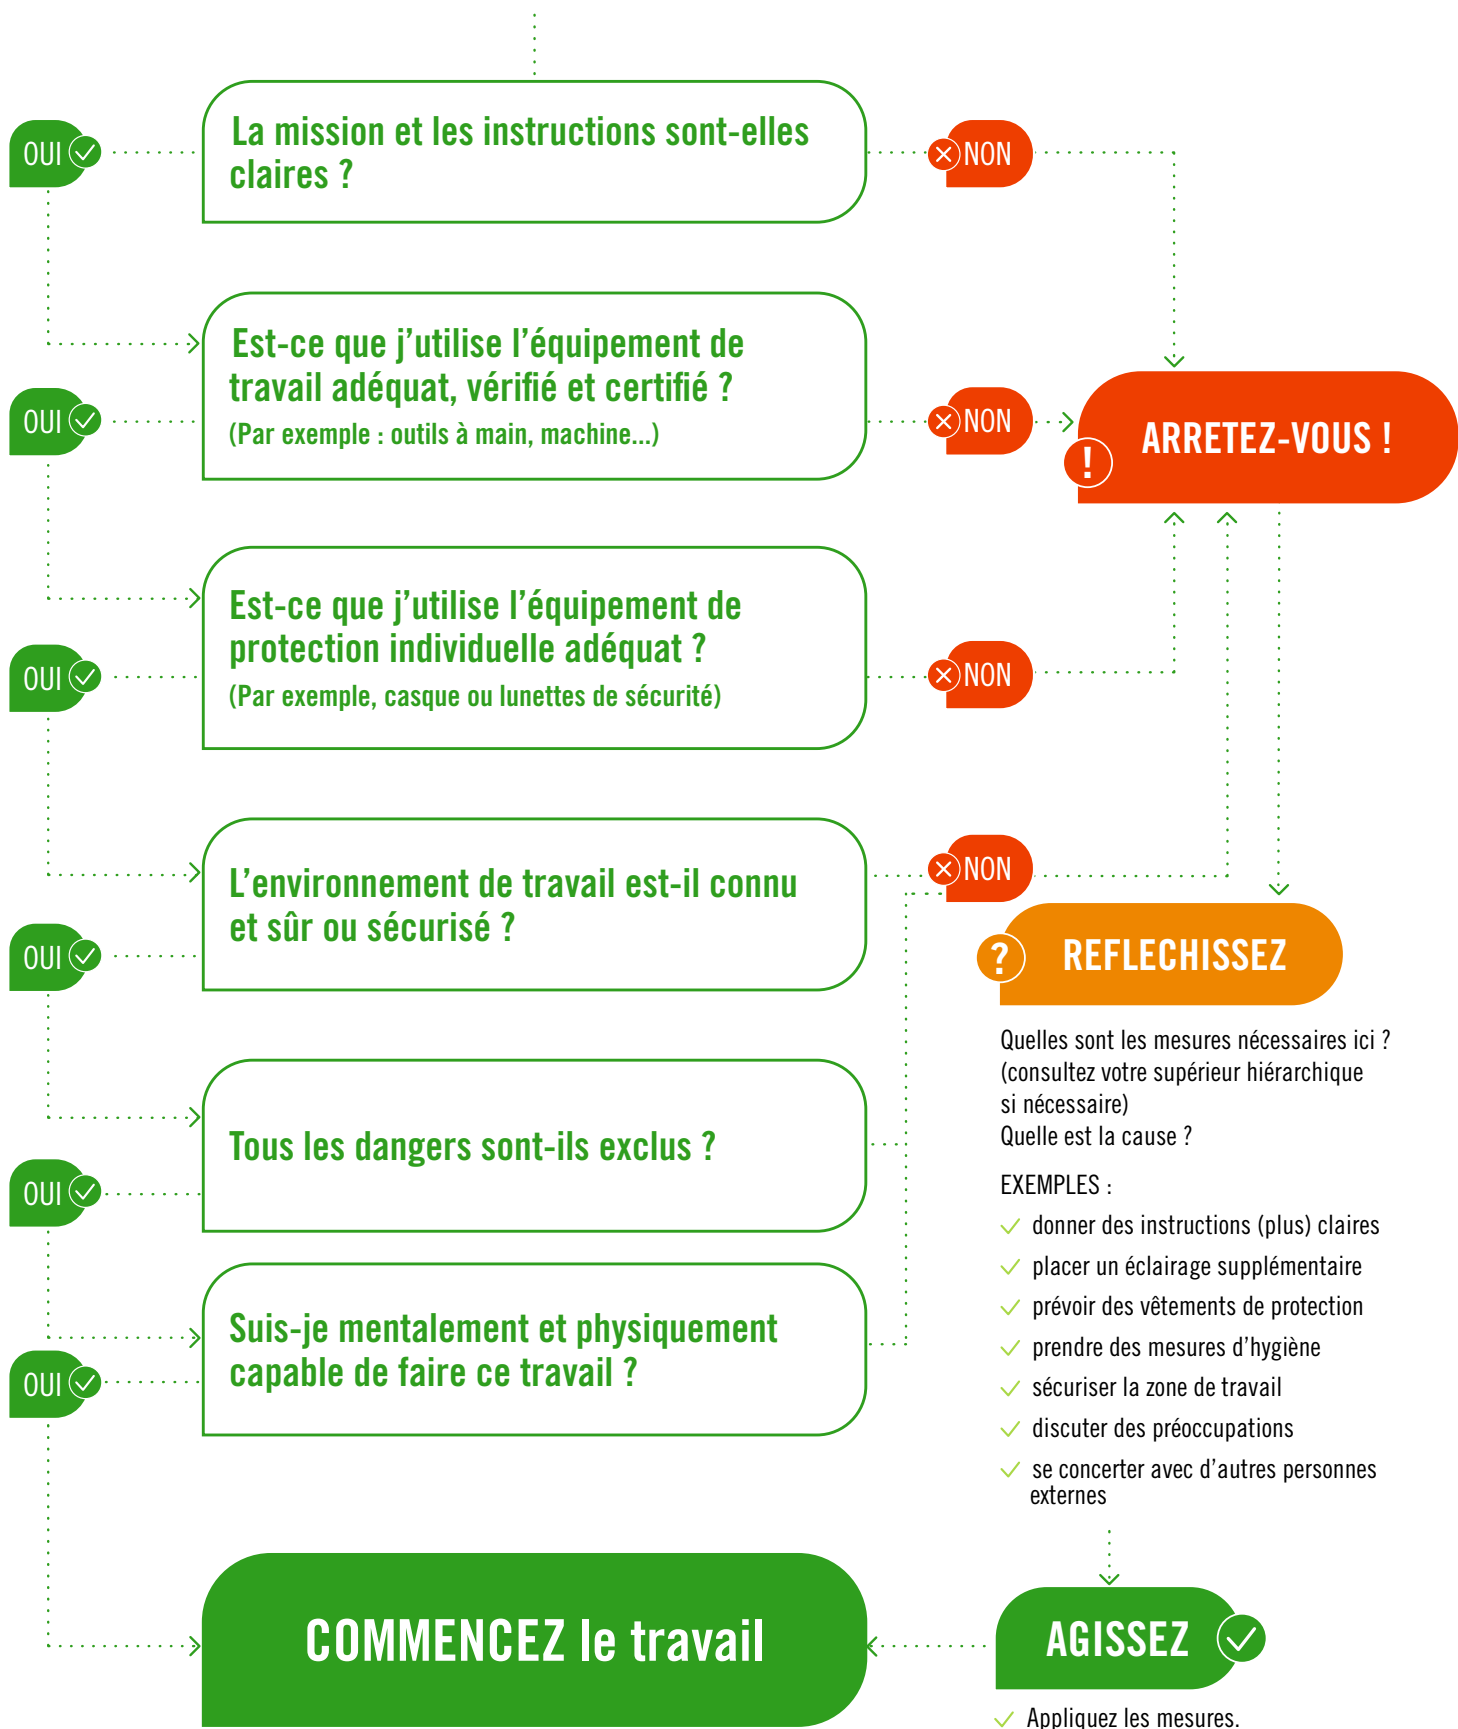 La mission et les instructions sont-elles
claires ?
OUI
NON
Est-ce que j’utilise l’équipement de
travail adéquat, vérifié et certifié ?
(Par exemple : outils à main, machine...)
OUI
NON
ARRETEZ-VOUS !
!
Est-ce que j’utilise l’équipement de
protection individuelle adéquat ?
(Par exemple, casque ou lunettes de sécurité)
OUI
NON
L’environnement de travail est-il connu
et sûr ou sécurisé ?
OUI
NON
Tous les dangers sont-ils exclus ?
OUI
Suis-je mentalement et physiquement
capable de faire ce travail ?
OUI
?
REFLECHISSEZ
Quelles sont les mesures nécessaires ici ?
(consultez votre supérieur hiérarchique
si nécessaire)
Quelle est la cause ?
EXEMPLES :
donner des instructions (plus) claires
placer un éclairage supplémentaire
prévoir des vêtements de protection
prendre des mesures d’hygiène
sécuriser la zone de travail
discuter des préoccupations
se concerter avec d’autres personnes
externes
COMMENCEZ le travail
AGISSEZ
Appliquez les mesures.